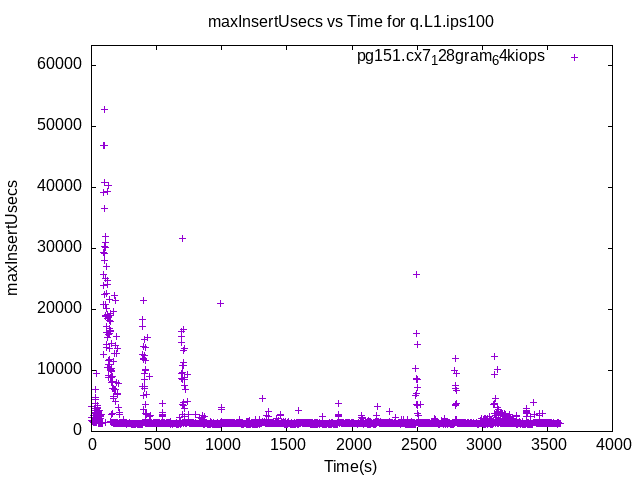 maxInsertUsecs vs Time for q.L1.ips100
pg151.cx7128gram64kiops
maxInsertUsecs
60000
50000
40000
30000
20000
10000
0
0 500 1000 1500 2000 2500 3000 3500 4000
Time(s)